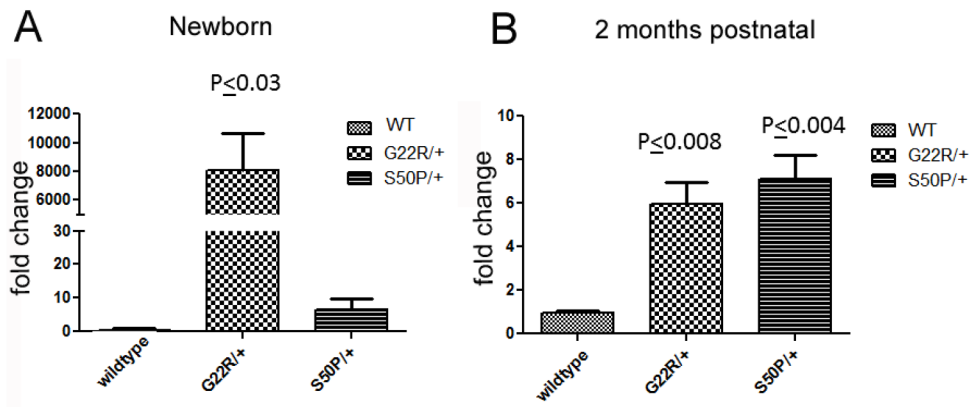 A
Newborn
P≤0.03
fold change
12000
10000
8000
6000
30
20
10
0
wildtype
G22R/+
S50P/+
WT
G22R/+
S50P/+
B
2 months postnatal
P≤0.008
P≤0.004
fold change
10
8
6
4
2
0
wildtype
G22R/+
S50P/+
WT
G22R/+
S50P/+